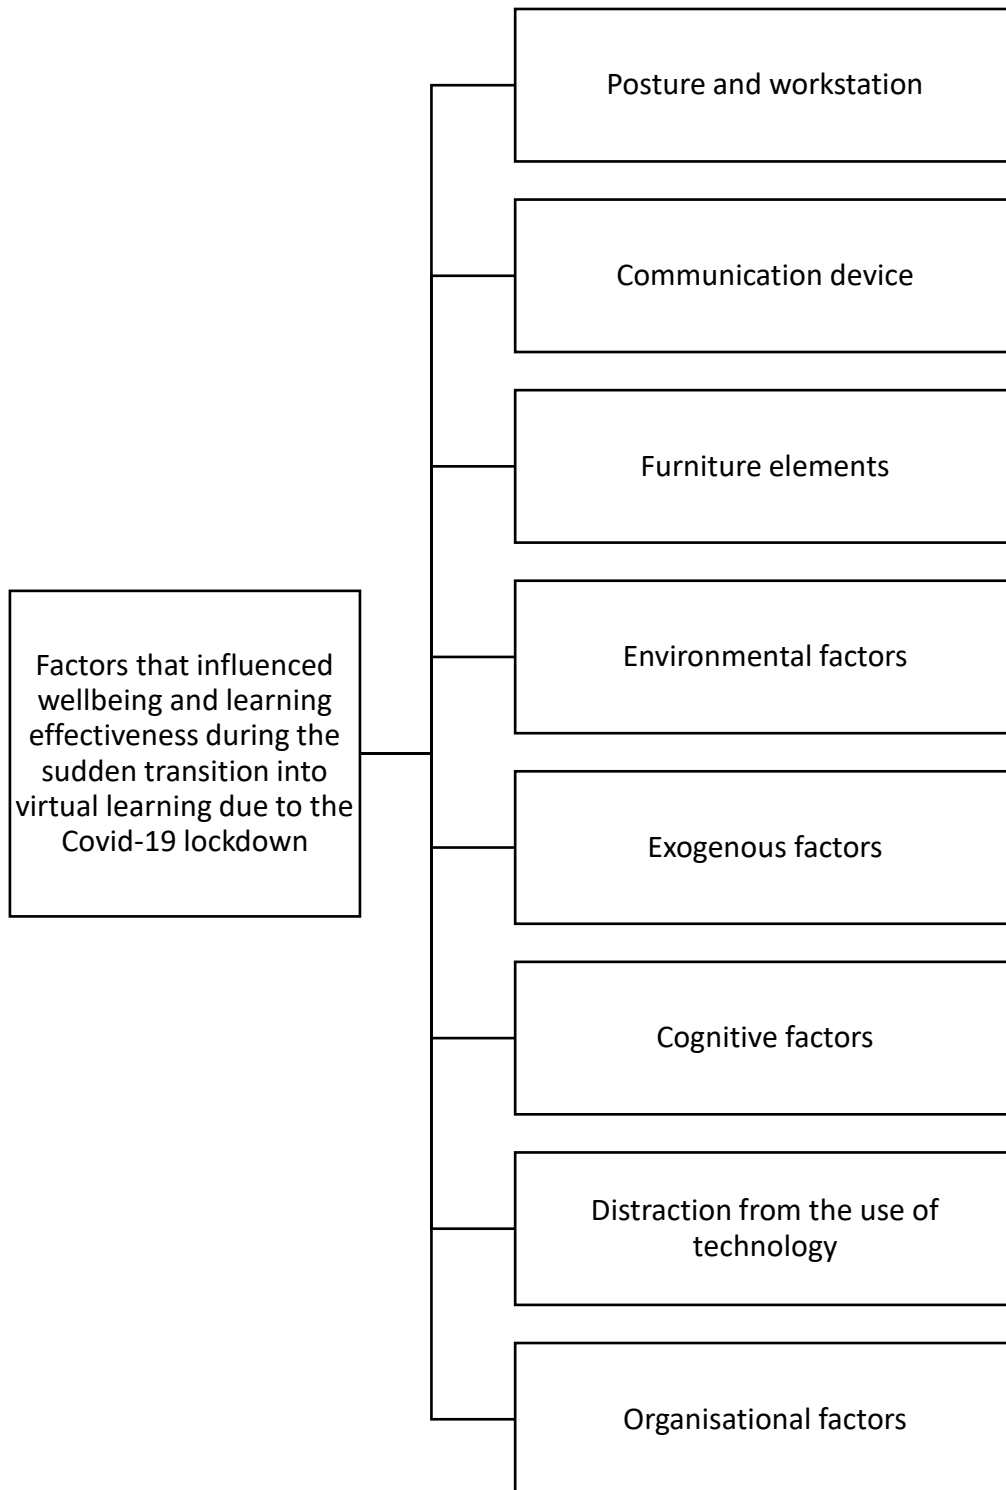 Posture and workstation
Communication device
Furniture elements
Environmental factors
Factors that influenced
wellbeing and learning
effectiveness during the
sudden transition into
virtual learning due to the
Covid-19 lockdown
Exogenous factors
Cognitive factors
Distraction from the use of
technology
Organisational factors